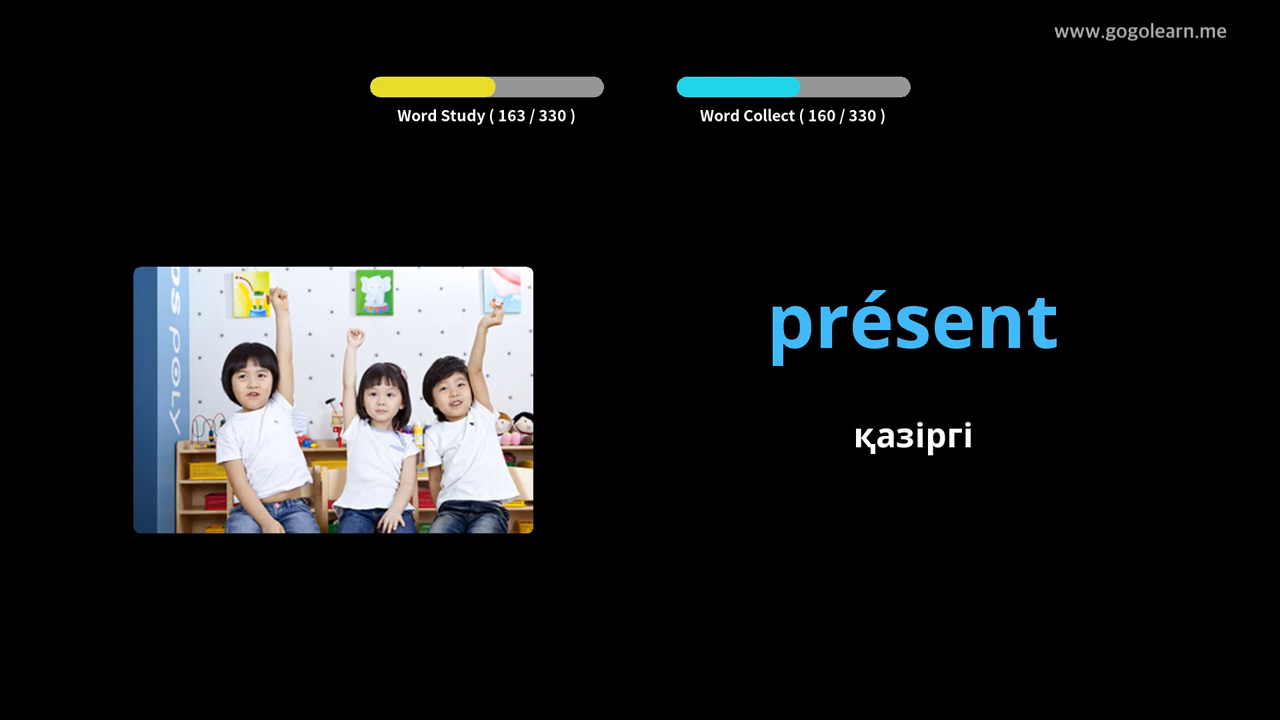 www.gogolearn.me
Word Study ( 163 / 330 )
Word Collect ( 160 / 330 )
présent
қазіргі